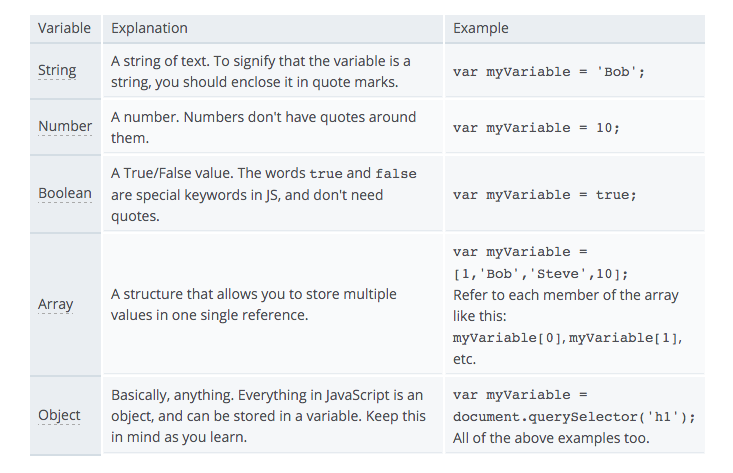 Variable Explanation Example
String
A string of text. To signify that the variable is a
string, you should enclose it in quote marks.
var myVariable = 'Bob';
Number
A number. Numbers don't have quotes around
them.
var myVariable = 10;
Boolean
A True/False value. The words true and false
are special keywords in JS, and don't need
quotes.
var myVariable = true;
Array
A structure that allows you to store multiple
values in one single reference.
var myVariable =
[1,'Bob','Steve',10];
Refer to each member of the array
like this:
myVariable[0], myVariable[1],
etc.
Object
Basically, anything. Everything in JavaScript is an
object, and can be stored in a variable. Keep this
in mind as you learn.
var myVariable =
document.querySelector('h1');
All of the above examples too.